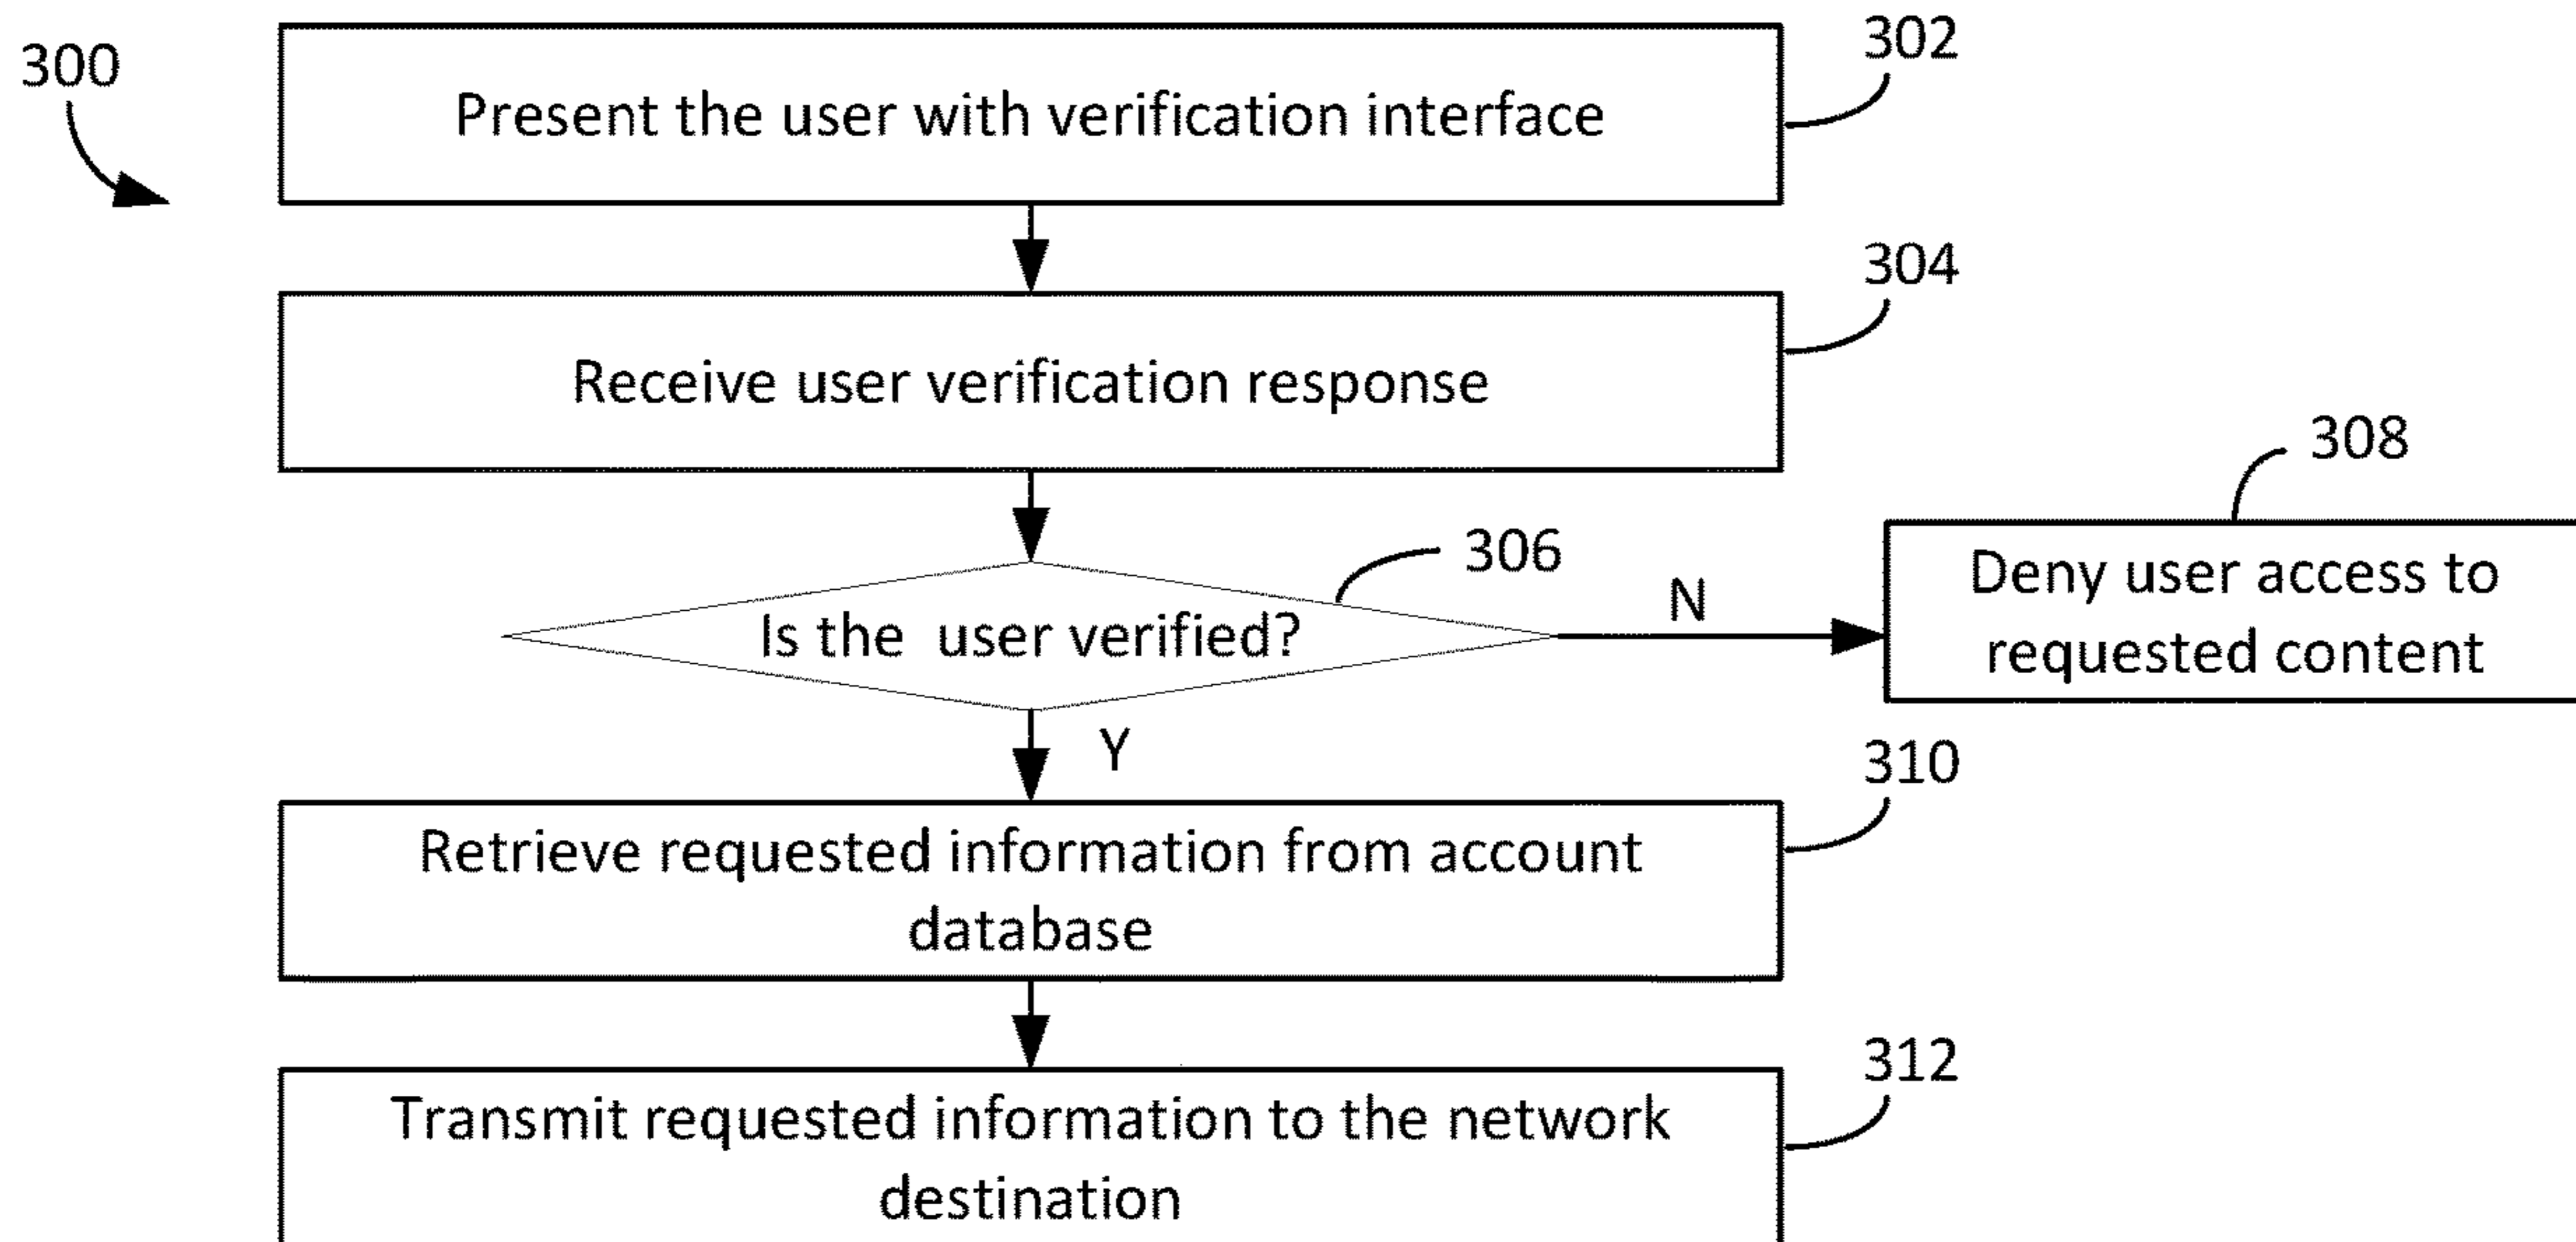 300
302
Present the user with verification interface
304
Receive user verification response
308
306
Is the  user verified?
N
Deny user access to
requested content
Y
310
Retrieve requested information from account
database
312
Transmit requested information to the network
destination